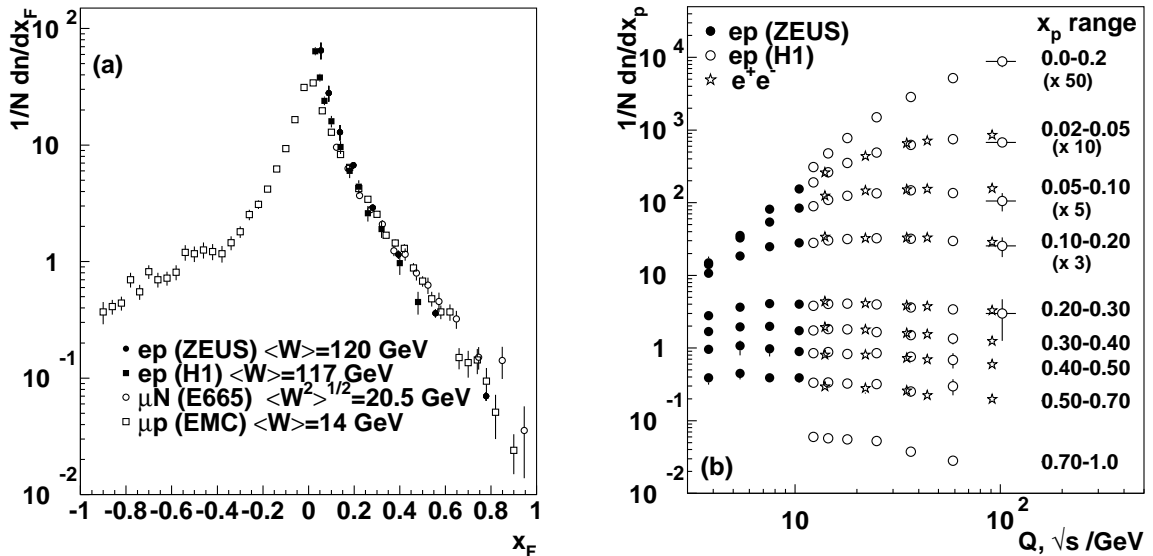 1/N dn/dx_F
10^2
10
1
10^-1
10^-2
(a)
ep (ZEUS) <W>=120 GeV
ep (H1) <W>=117 GeV
μN (E665) <W^2>^1/2=20.5 GeV
μp (EMC) <W>=14 GeV
-1 -0.8 -0.6 -0.4 -0.2 0 0.2 0.4 0.6 0.8 1
x_F
1/N dn/dx_p
10^5
10^4
10^3
10^2
10
1
10^-1
10^-2
ep (ZEUS)
ep (H1)
e^+e^-
x_p range
0.0-0.2
(x 50)
0.02-0.05
(x 10)
0.05-0.10
(x 5)
0.10-0.20
(x 3)
0.20-0.30
0.30-0.40
0.40-0.50
0.50-0.70
0.70-1.0
(b)
10 10^2
Q, √s /GeV